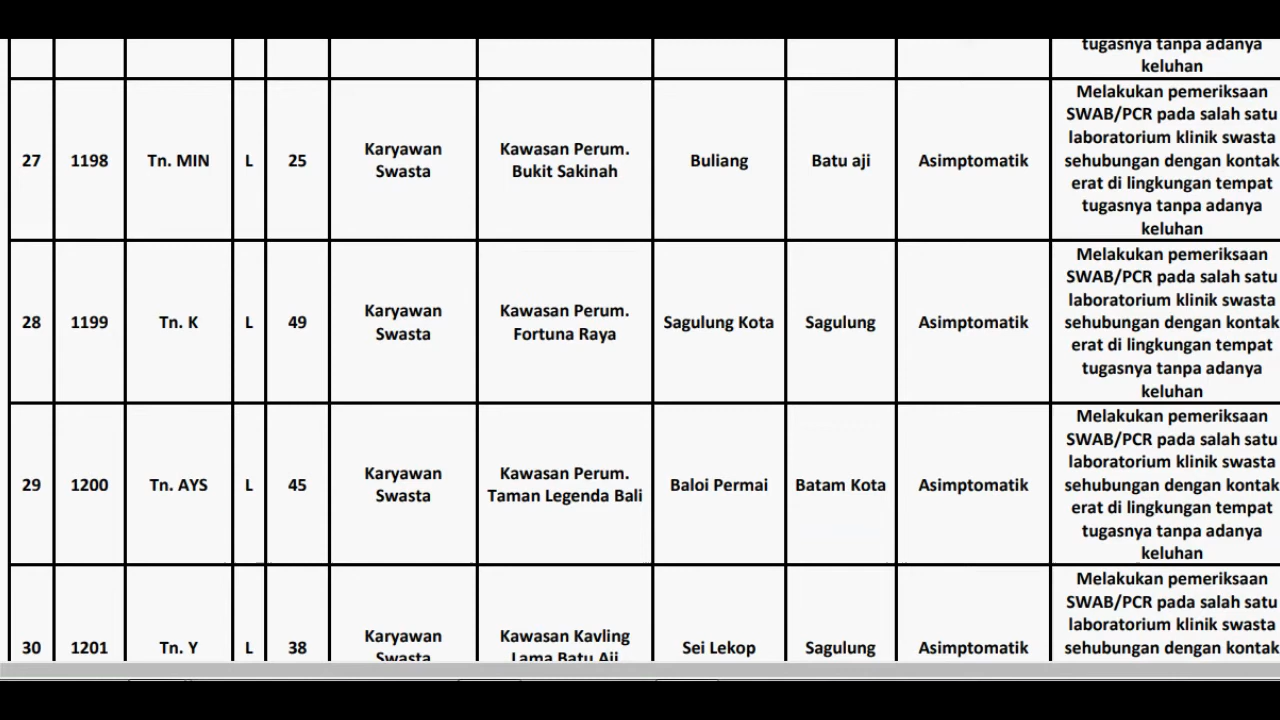 tugasnya tanpa adanya
keluhan
27 1198 Tn. MIN L 25 Karyawan Swasta Kawasan Perum. Bukit Sakinah Buliang Batu aji Asimptomatik
Melakukan pemeriksaan
SWAB/PCR pada salah satu
laboratorium klinik swasta
sehubungan dengan kontak
erat di lingkungan tempat
tugasnya tanpa adanya
keluhan
28 1199 Tn. K L 49 Karyawan Swasta Kawasan Perum. Fortuna Raya Sagulung Kota Sagulung Asimptomatik
Melakukan pemeriksaan
SWAB/PCR pada salah satu
laboratorium klinik swasta
sehubungan dengan kontak
erat di lingkungan tempat
tugasnya tanpa adanya
keluhan
29 1200 Tn. AYS L 45 Karyawan Swasta Kawasan Perum. Taman Legenda Bali Baloi Permai Batam Kota Asimptomatik
Melakukan pemeriksaan
SWAB/PCR pada salah satu
laboratorium klinik swasta
sehubungan dengan kontak
erat di lingkungan tempat
tugasnya tanpa adanya
keluhan
30 1201 Tn. Y L 38 Karyawan Swasta Kawasan Kavling Lama Batu Aji Sei Lekop Sagulung Asimptomatik
Melakukan pemeriksaan
SWAB/PCR pada salah satu
laboratorium klinik swasta
sehubungan dengan kontak